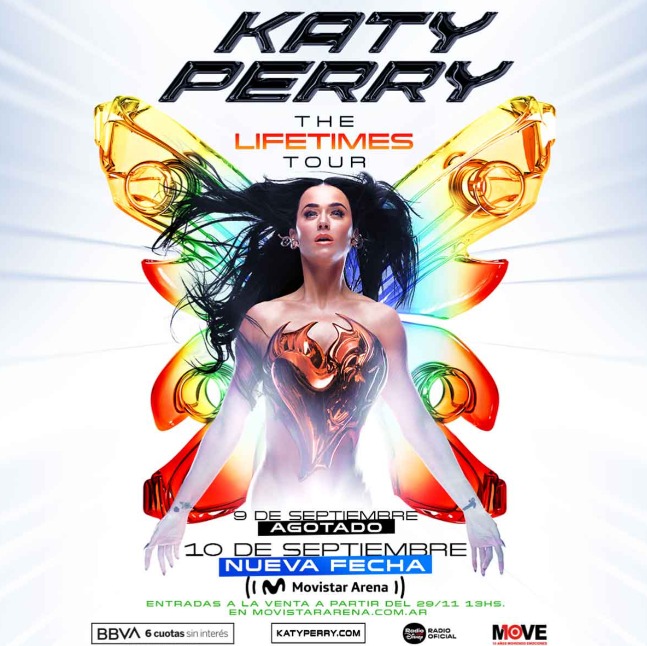 KATY
PERRY
THE
LIFETIMES
TOUR
9 DE SEPTIEMBRE
AGOTADO
10 DE SEPTIEMBRE
NUEVA FECHA
Movistar Arena
ENTRADAS A LA VENTA A PARTIR DEL 29/11 13HS.
EN MOVISTARARENA.COM.AR
BBVA 6 cuotas sin interés
KATYPERRY.COM
Radio Disney RADIO OFICIAL
MOVE